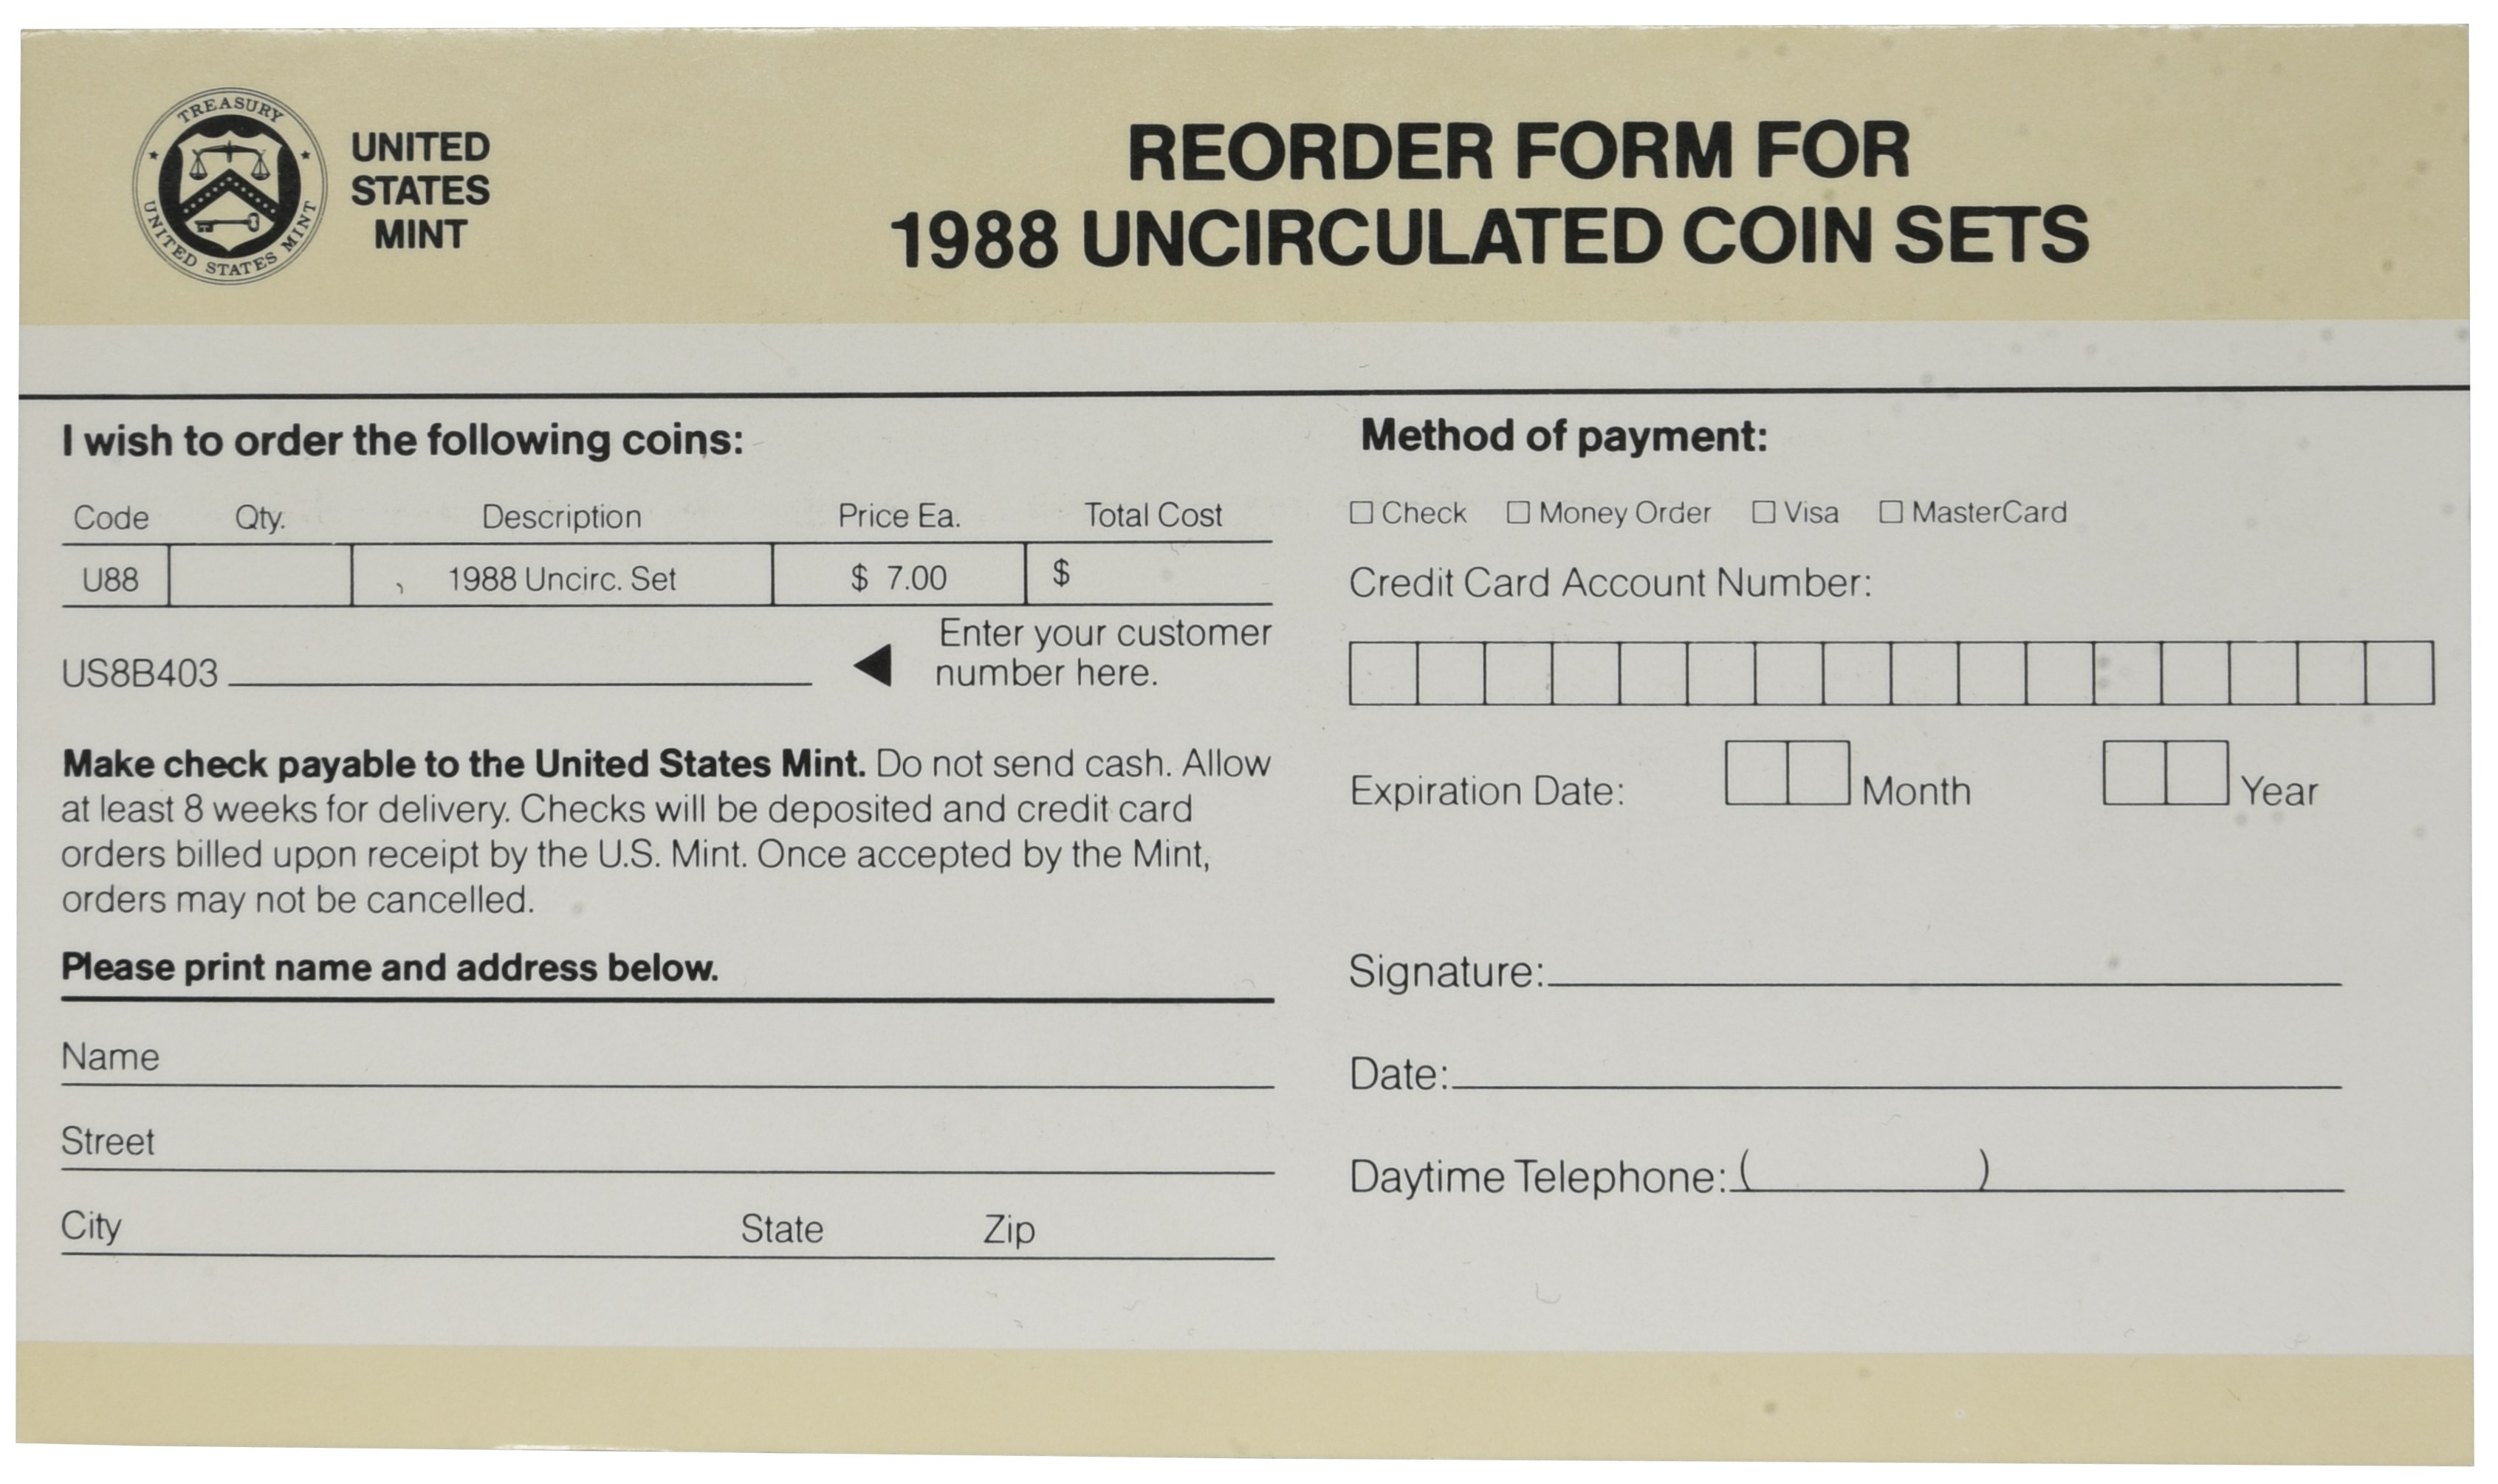 TREASURY
UNITED STATES MINT
UNITED
STATES
MINT
REORDER FORM FOR
1988 UNCIRCULATED COIN SETS
I wish to order the following coins:
Code Qty. Description Price Ea. Total Cost
U88 1988 Uncirc. Set $ 7.00 $
US8B403
Enter your customer
number here.
Make check payable to the United States Mint. Do not send cash. Allow
at least 8 weeks for delivery. Checks will be deposited and credit card
orders billed upon receipt by the U.S. Mint. Once accepted by the Mint,
orders may not be cancelled.
Please print name and address below.
Name
Street
City State Zip
Method of payment:
☐ Check ☐ Money Order ☐ Visa ☐ MasterCard
Credit Card Account Number:
Expiration Date: Month Year
Signature:
Date:
Daytime Telephone: ( )